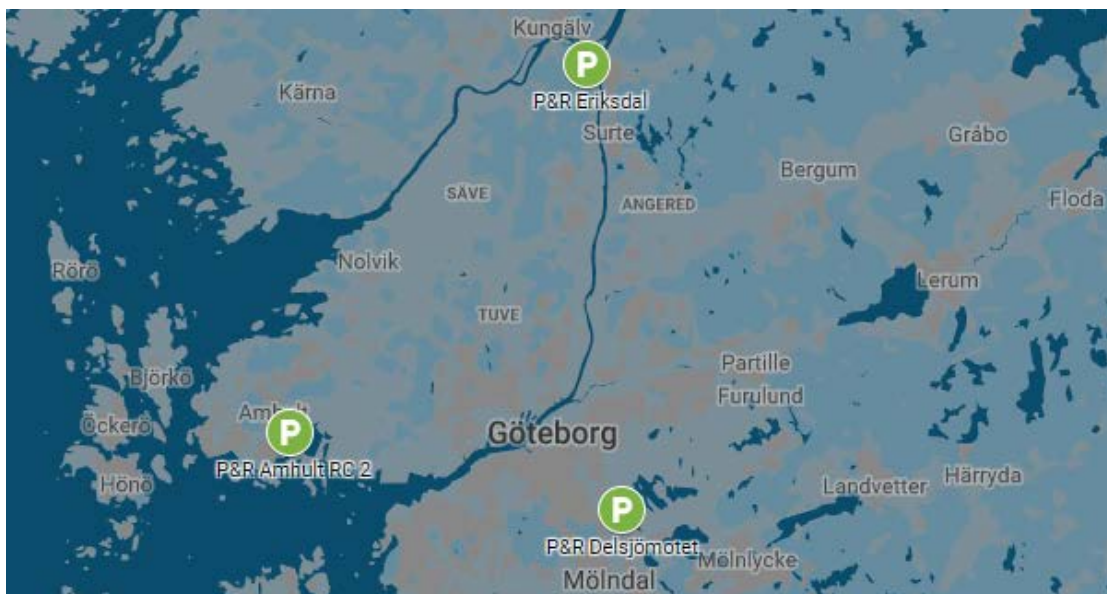 Kungälv
P
P&R Eriksdal
Kärna
Surte
Gråbo
Bergum
SÄVE
ANGERED
Floda
Nolvik
Rörö
Lerum
TUVE
Partille
Björkö
Furulund
Amhult
Öckerö
P
Göteborg
P&R Amhult RC 2
Hönö
Landvetter
Härryda
P
P&R Delsjömotet
Mölnlycke
Mölndal